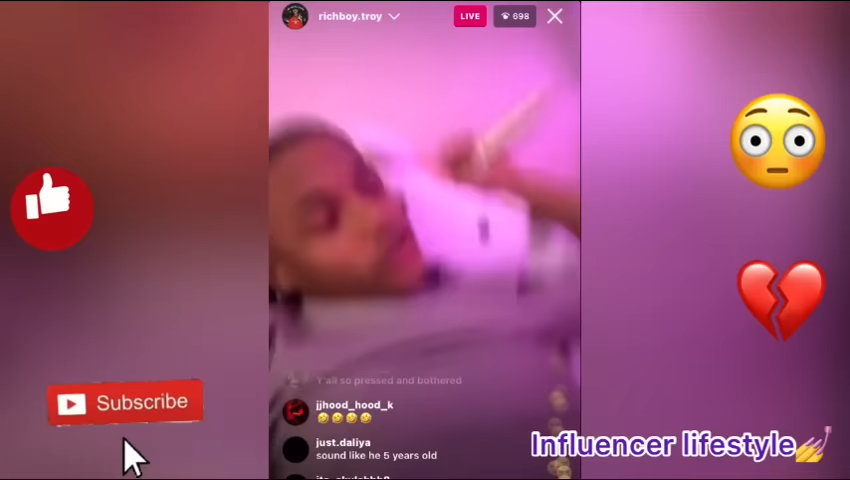 richboy.troy
LIVE
698
Y'all so pressed and bothered
jjhood_hood_k
🤣🤣🤣🤣
just.daliya
sound like he 5 years old
Subscribe
Influencer lifestyle💅